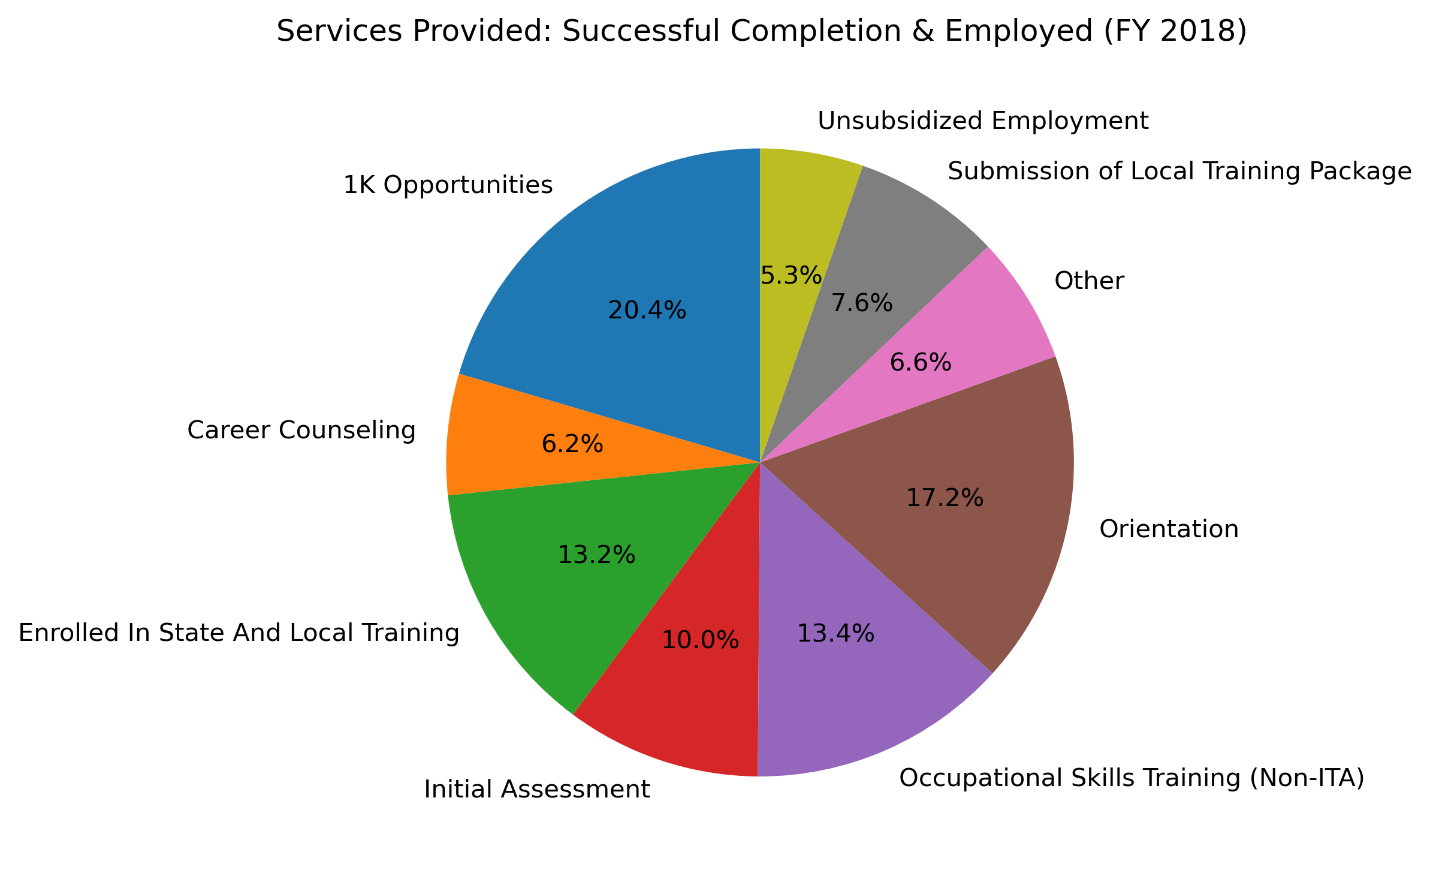 Services Provided: Successful Completion & Employed (FY 2018)
Unsubsidized Employment
Submission of Local Training Package
1K Opportunities
Other
5.3%
7.6%
20.4%
6.6%
Career Counseling
6.2%
17.2%
Orientation
13.2%
Enrolled In State And Local Training
10.0%
13.4%
Initial Assessment
Occupational Skills Training (Non-ITA)